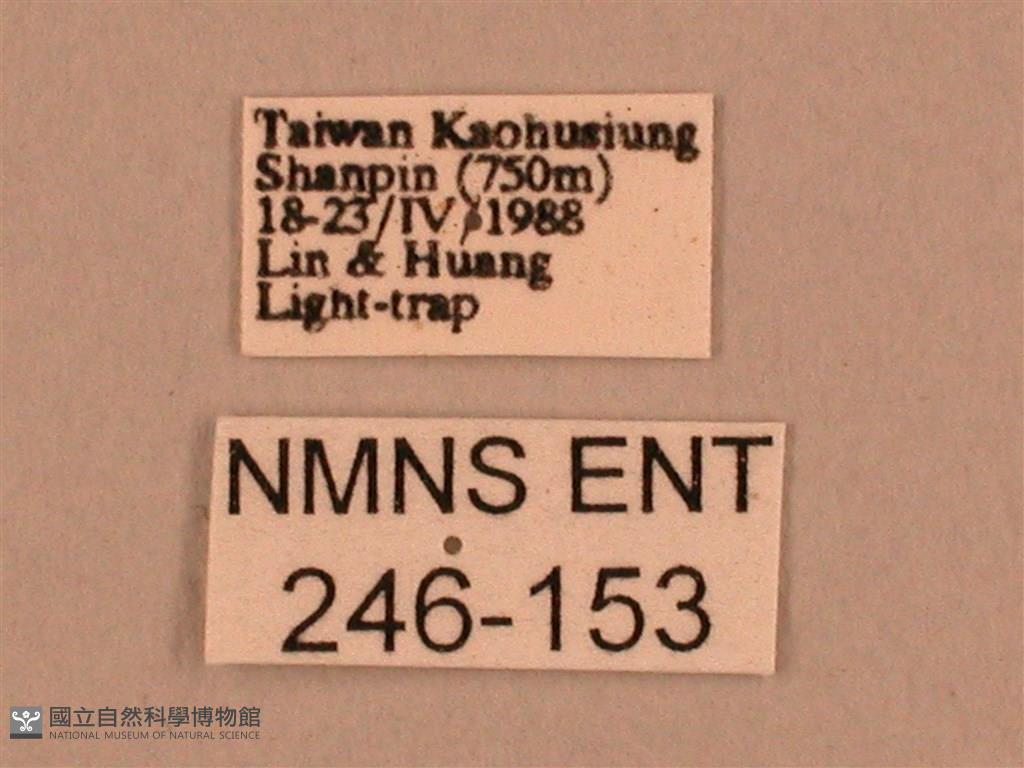 Taiwan Kaohusiung
Shanpin (750m)
18-23/IV/1988
Lin & Huang
Light-trap
NMNS ENT
246-153
國立自然科學博物館
NATIONAL MUSEUM OF NATURAL SCIENCE